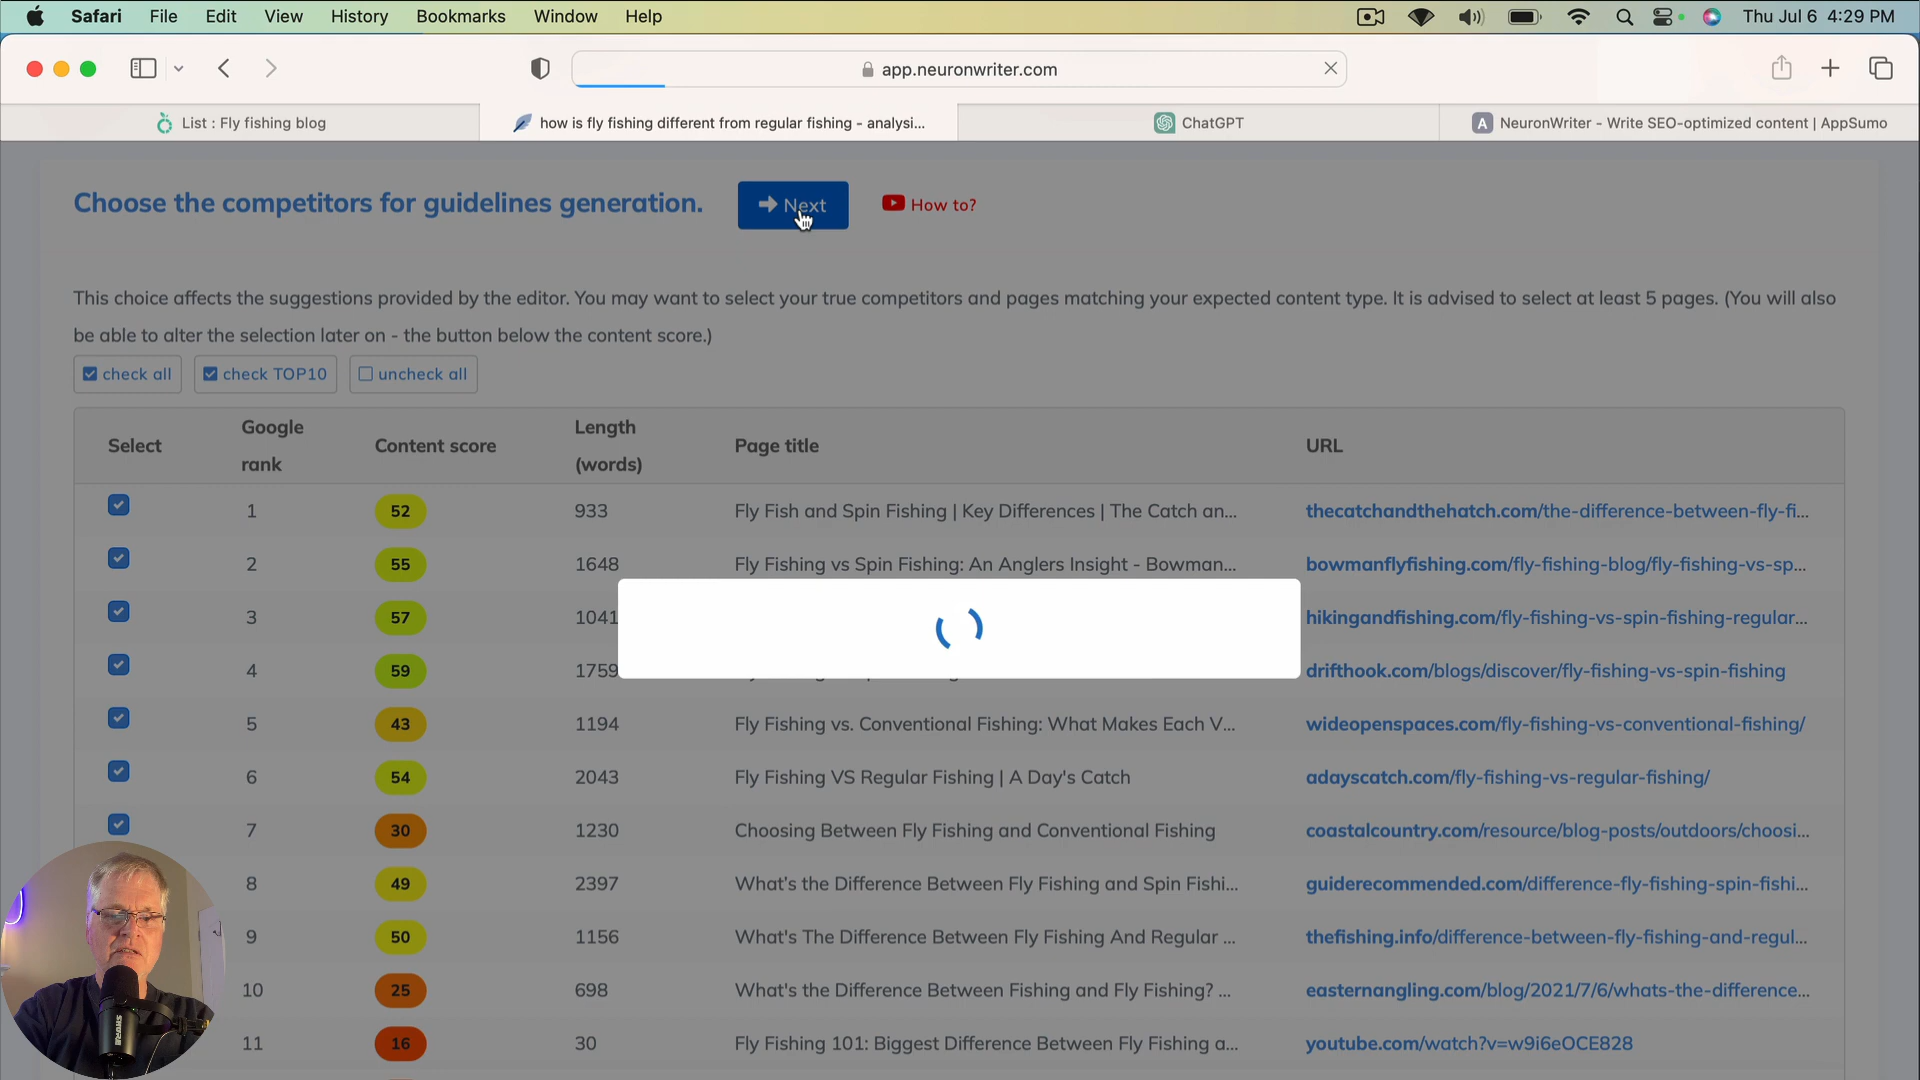 Safari File Edit View History Bookmarks Window Help Thu Jul 6 4:29 PM
app.neuronwriter.com
List : Fly fishing blog
how is fly fishing different from regular fishing - analysi...
ChatGPT
A NeuronWriter - Write SEO-optimized content | AppSumo
Choose the competitors for guidelines generation. Next How to?
This choice affects the suggestions provided by the editor. You may want to select your true competitors and pages matching your expected content type. It is advised to select at least 5 pages. (You will also
be able to alter the selection later on - the button below the content score.)
check all check TOP10 uncheck all
Select Google rank Content score Length (words) Page title URL
1 52 933 Fly Fish and Spin Fishing | Key Differences | The Catch an... thecatchandthehatch.com/the-difference-between-fly-fi...
2 55 1648 Fly Fishing vs Spin Fishing: An Anglers Insight - Bowman... bowmanflyfishing.com/fly-fishing-blog/fly-fishing-vs-sp...
3 57 1041 hikingandfishing.com/fly-fishing-vs-spin-fishing-regular...
4 59 1759 drifthook.com/blogs/discover/fly-fishing-vs-spin-fishing
5 43 1194 Fly Fishing vs. Conventional Fishing: What Makes Each V... wideopenspaces.com/fly-fishing-vs-conventional-fishing/
6 54 2043 Fly Fishing VS Regular Fishing | A Day's Catch adayscatch.com/fly-fishing-vs-regular-fishing/
7 30 1230 Choosing Between Fly Fishing and Conventional Fishing coastalcountry.com/resource/blog-posts/outdoors/choosi...
8 49 2397 What's the Difference Between Fly Fishing and Spin Fishi... guiderecommended.com/difference-fly-fishing-spin-fishi...
9 50 1156 What's The Difference Between Fly Fishing And Regular ... thefishing.info/difference-between-fly-fishing-and-regul...
10 25 698 What's the Difference Between Fishing and Fly Fishing? ... easternangling.com/blog/2021/7/6/whats-the-difference...
11 16 30 Fly Fishing 101: Biggest Difference Between Fly Fishing a... youtube.com/watch?v=w9i6eOCE828
SHURE